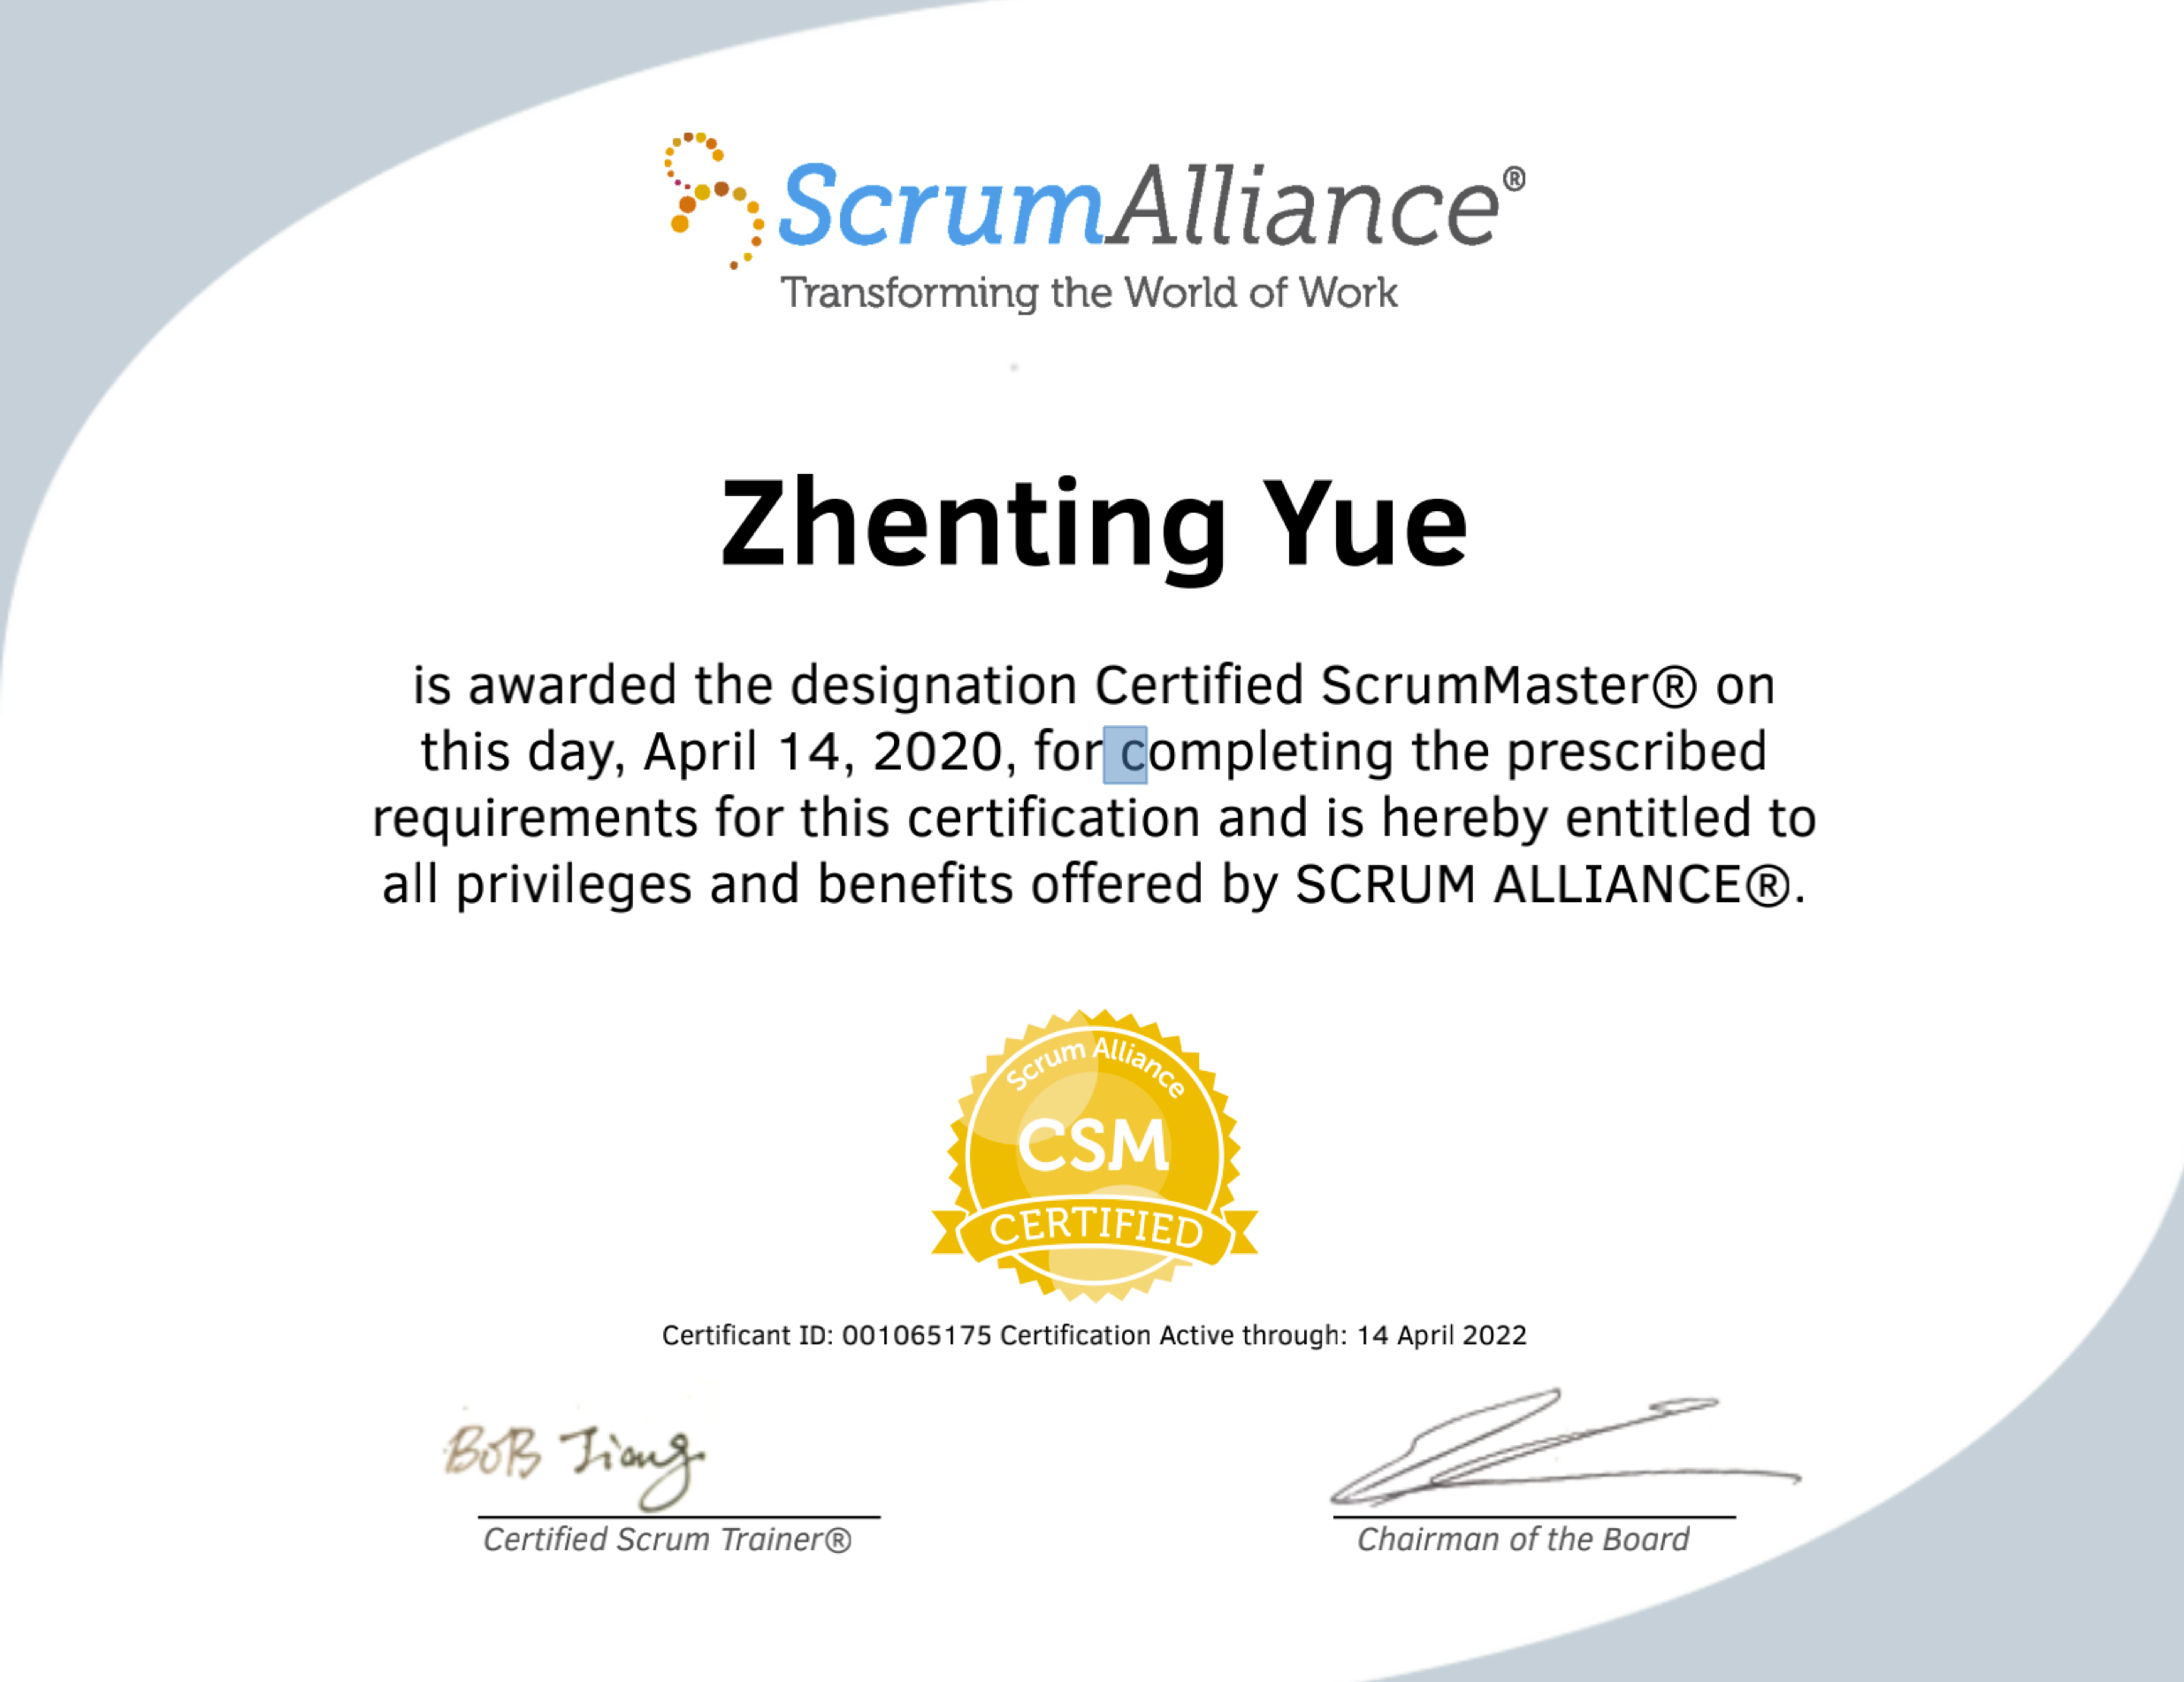 ScrumAlliance®
Transforming the World of Work
Zhenting Yue
is awarded the designation Certified ScrumMaster® on
this day, April 14, 2020, for completing the prescribed
requirements for this certification and is hereby entitled to
all privileges and benefits offered by SCRUM ALLIANCE®.
Scrum Alliance
CSM
CERTIFIED
Certificant ID: 001065175 Certification Active through: 14 April 2022
BOB Jiang
Certified Scrum Trainer®
Chairman of the Board